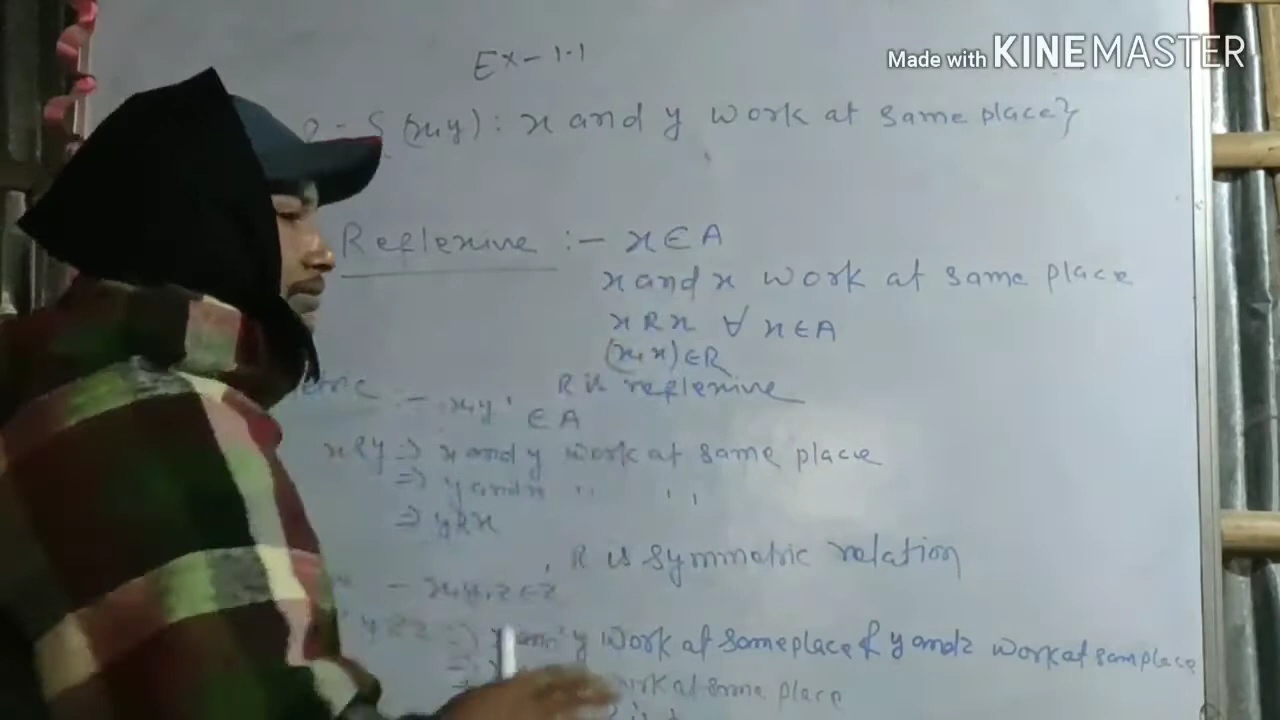 Made with KINEMASTER
Ex-1.1
(x,y): x and y work at same place}
Reflexive :- x∈A
x and x work at same place
x R x ∀ x∈A
(x,x)∈R
R is reflexive
:- x,y ∈ A
xRy ⇒ x and y work at same place
⇒ y and x " "
⇒ yRx
R is symmetric relation
- x,y,z∈z
⇒ y work at same place & y and z work at sam place
⇒ work at same place